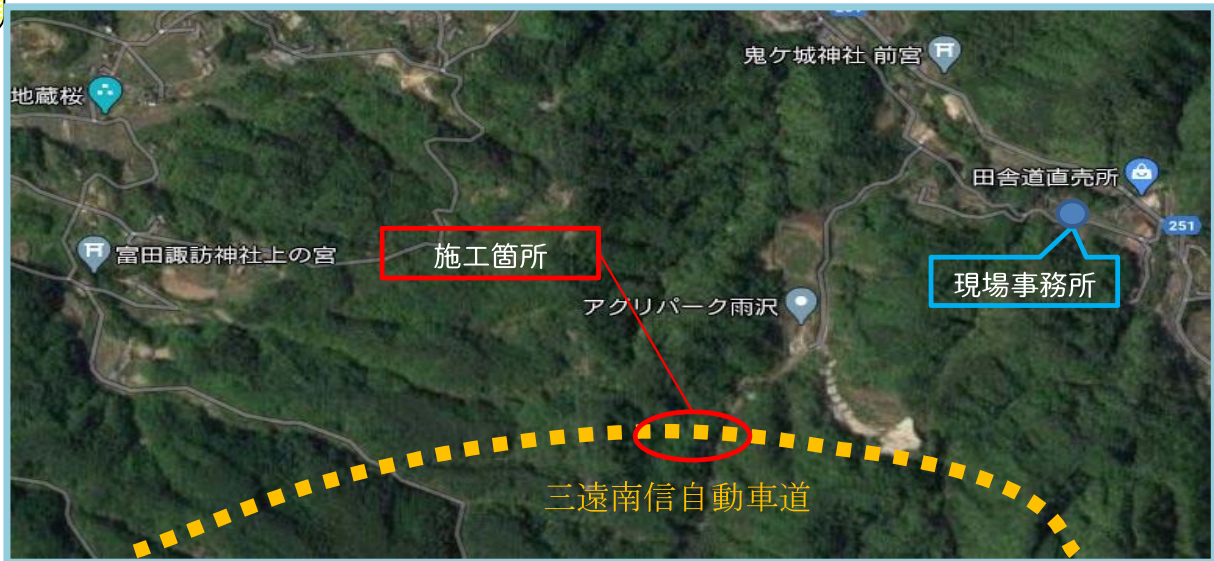 鬼ケ城神社 前宮
地蔵桜
田舎道直売所
251
富田諏訪神社上の宮
施工箇所
現場事務所
アグリパーク雨沢
三遠南信自動車道